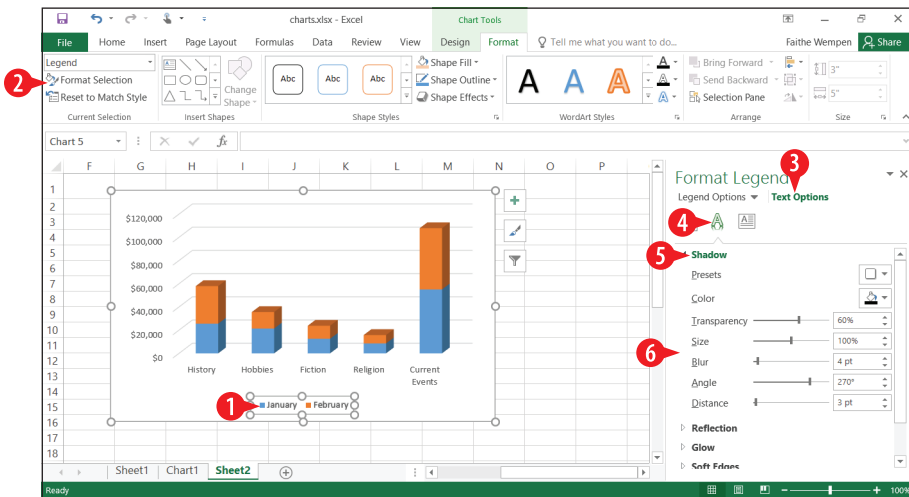 charts.xlsx - Excel
Chart Tools
File Home Insert Page Layout Formulas Data Review View Design Format Tell me what you want to do... Faithe Wempen Share
Legend
Format Selection
Reset to Match Style
Current Selection
Change Shape
Insert Shapes
Abc Abc Abc
Shape Fill
Shape Outline
Shape Effects
Shape Styles
A A A
A
A
A
WordArt Styles
Bring Forward
Send Backward
Selection Pane
Arrange
3"
5"
Size
2
Chart 5 fx
F G H I J K L M N O P
1
2
3
4
5
6
7
8
9
10
11
12
13
14
15
16
17
18
$120,000
$100,000
$80,000
$60,000
$40,000
$20,000
$0
History Hobbies Fiction Religion Current Events
1
January February
Format Legend
3
Legend Options Text Options
4 A A
5 Shadow
Presets
Color
Transparency 60%
Size 100%
6 Blur 4 pt
Angle 270°
Distance 3 pt
Reflection
Glow
Soft Edges
Sheet1 Chart1 Sheet2
Ready 100%